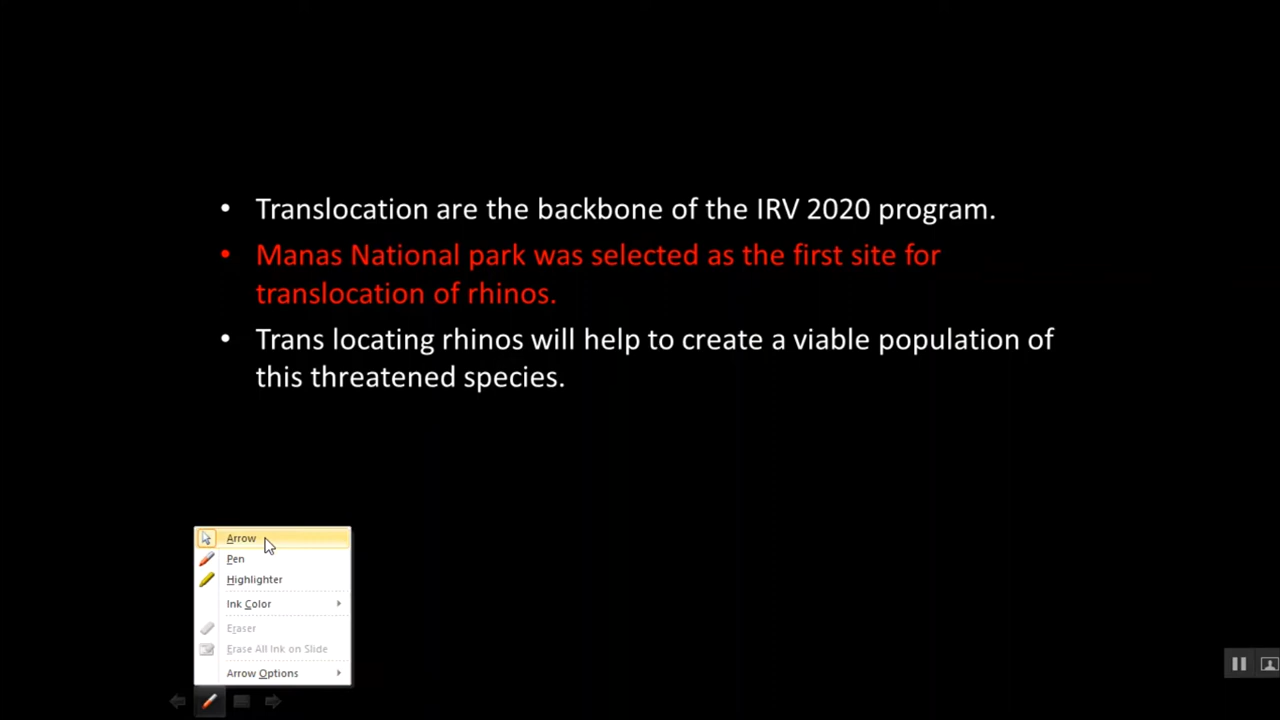 • Translocation are the backbone of the IRV 2020 program.
• Manas National park was selected as the first site for
translocation of rhinos.
• Trans locating rhinos will help to create a viable population of
this threatened species.
Arrow
Pen
Highlighter
Ink Color
Eraser
Erase All Ink on Slide
Arrow Options